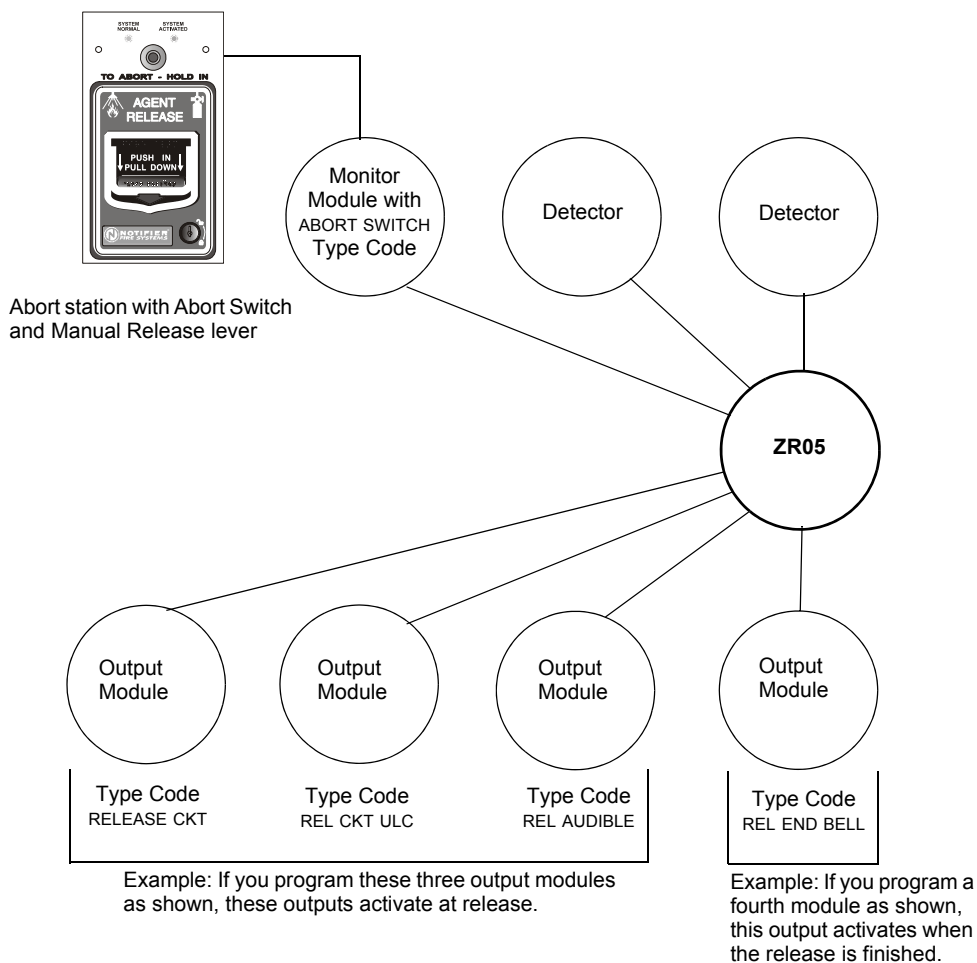 SYSTEM NORMAL
SYSTEM ACTIVATED
TO ABORT - HOLD IN
AGENT
RELEASE
PUSH IN
PULL DOWN
NOTIFIER
FIRE SYSTEMS
Abort station with Abort Switch
and Manual Release lever
Monitor
Module with
ABORT SWITCH
Type Code
Detector
Detector
ZR05
Output
Module
Output
Module
Output
Module
Output
Module
Type Code
RELEASE CKT
Type Code
REL CKT ULC
Type Code
REL AUDIBLE
Type Code
REL END BELL
Example: If you program these three output modules
as shown, these outputs activate at release.
Example: If you program a
fourth module as shown,
this output activates when
the release is finished.